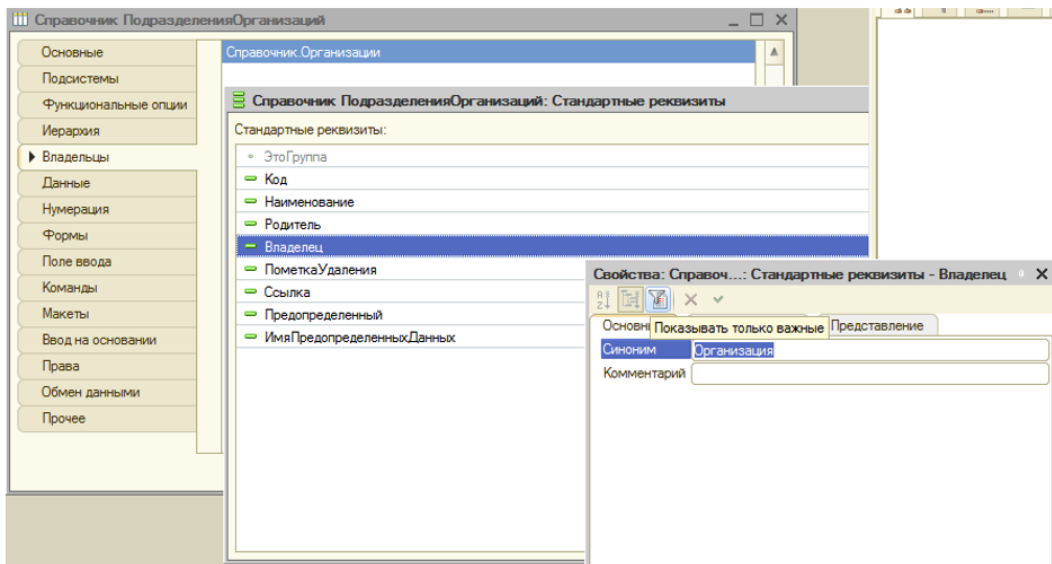 Справочник ПодразделенияОрганизаций
Основные
Подсистемы
Функциональные опции
Иерархия
Владельцы
Данные
Нумерация
Формы
Поле ввода
Команды
Макеты
Ввод на основании
Права
Обмен данными
Прочее
Справочник.Организации
Справочник ПодразделенияОрганизаций: Стандартные реквизиты
Стандартные реквизиты:
ЭтоГруппа
Код
Наименование
Родитель
Владелец
ПометкаУдаления
Ссылка
Предопределенный
ИмяПредопределенныхДанных
Свойства: Справоч...: Стандартные реквизиты - Владелец
Показывать только важные
Представление
Синоним Организация
Комментарий